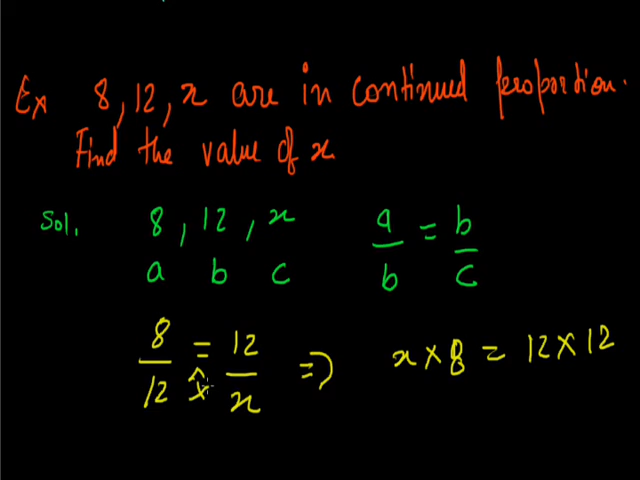 Ex 8, 12, x are in continued proportion.
Find the value of x
Sol. 8, 12, x a/b = b/c
a b c
8/12 = 12/x => x × 8 = 12 × 12